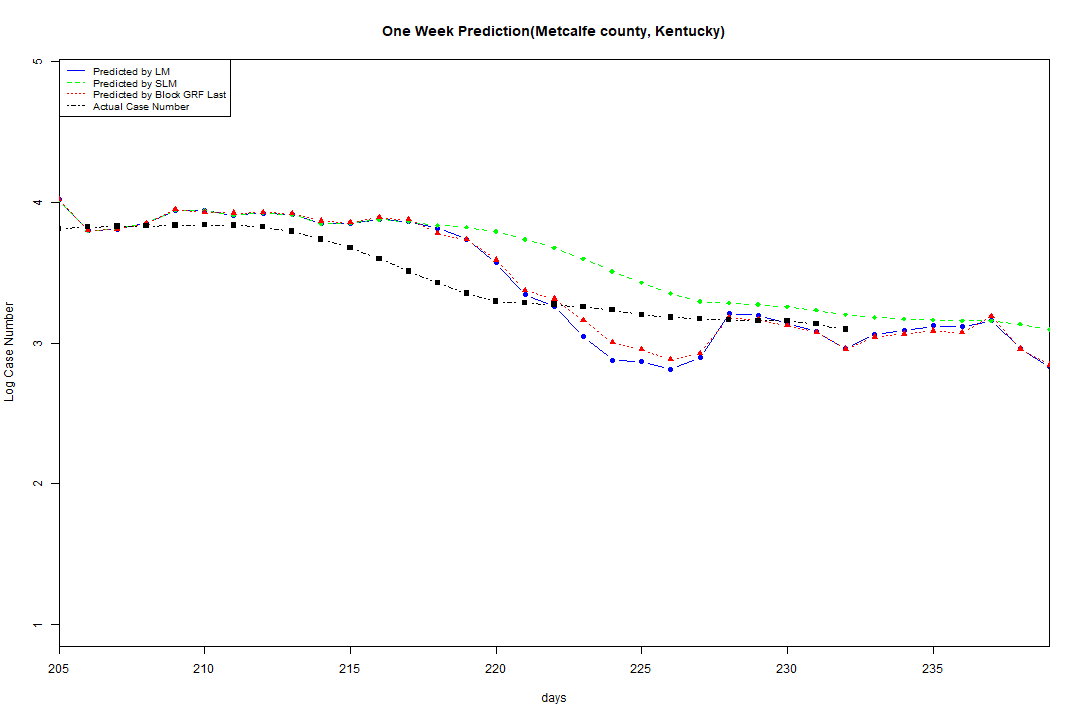 One Week Prediction(Metcalfe county, Kentucky)
Predicted by LM
Predicted by SLM
Predicted by Block GRF Last
Actual Case Number
5
4
3
2
1
Log Case Number
205 210 215 220 225 230 235
days